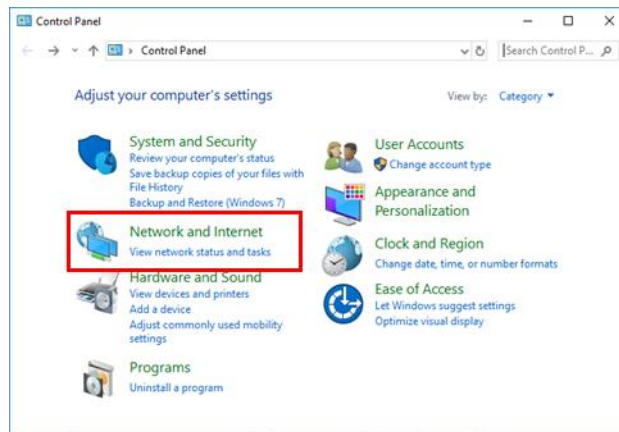 Control Panel
Control Panel
Search Control P...
Adjust your computer's settings
View by: Category
System and Security
Review your computer's status
Save backup copies of your files with
File History
Backup and Restore (Windows 7)
Network and Internet
View network status and tasks
Hardware and Sound
View devices and printers
Add a device
Adjust commonly used mobility
settings
Programs
Uninstall a program
User Accounts
Change account type
Appearance and
Personalization
Clock and Region
Change date, time, or number formats
Ease of Access
Let Windows suggest settings
Optimize visual display